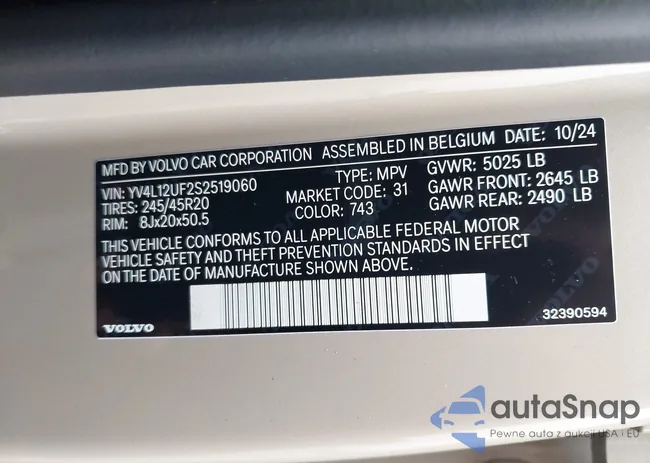 MFD BY VOLVO CAR CORPORATION ASSEMBLED IN BELGIUM DATE: 10/24
VIN: YV4L12UF2S2519060 TYPE: MPV GVWR: 5025 LB
TIRES: 245/45R20 MARKET CODE: 31 GAWR FRONT: 2645 LB
RIM: 8Jx20x50.5 COLOR: 743 GAWR REAR: 2490 LB
THIS VEHICLE CONFORMS TO ALL APPLICABLE FEDERAL MOTOR
VEHICLE SAFETY AND THEFT PREVENTION STANDARDS IN EFFECT
ON THE DATE OF MANUFACTURE SHOWN ABOVE.
VOLVO 32390594
autaSnap
Pewne auta z aukcji USA i EU